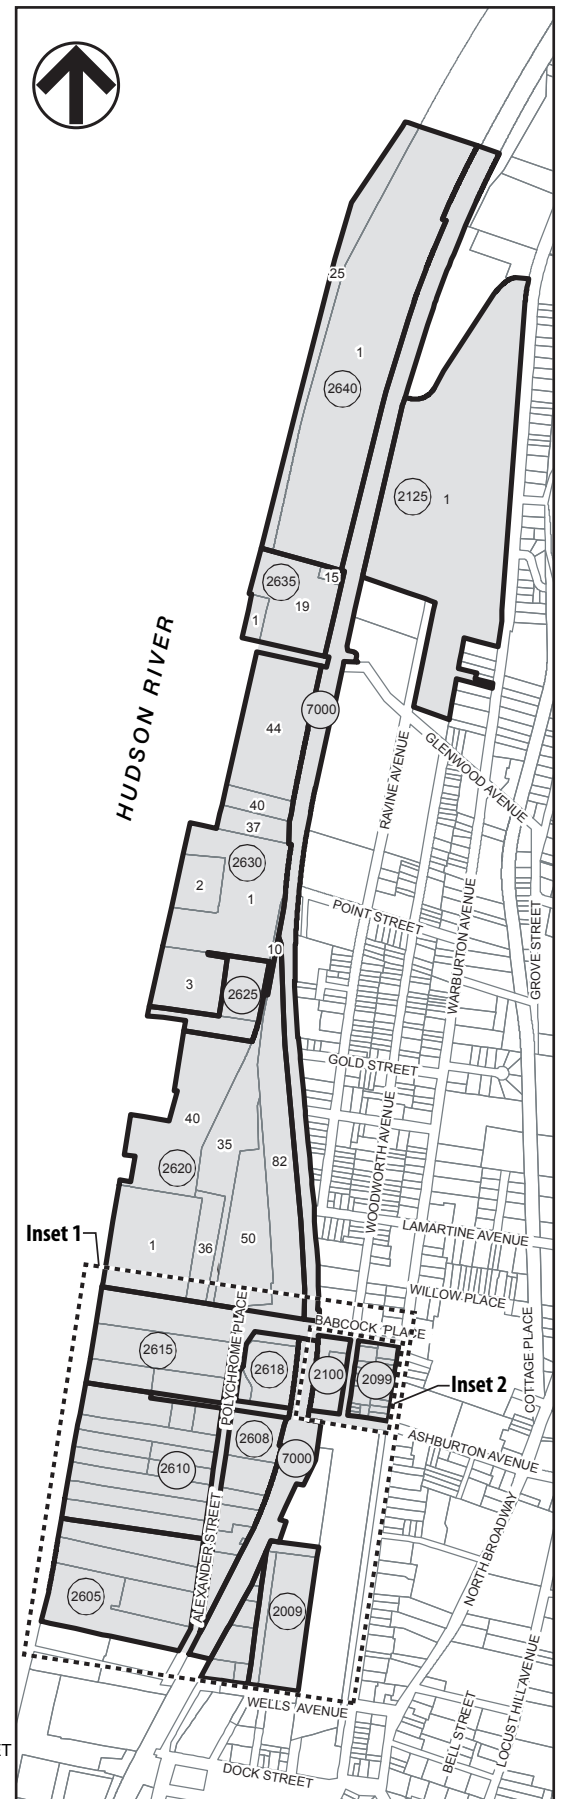 25
1
2640
2125
1
2635
15
19
1
HUDSON RIVER
7000
44
GLENWOOD AVENUE
RAVINE AVENUE
40
37
2630
2
1
POINT STREET
WARBURTON AVENUE
GROVE STREET
10
3
2625
GOLD STREET
WOODWORTH AVENUE
40
35
82
2620
LAMARTINE AVENUE
Inset 1
1
36
50
WILLOW PLACE
BABCOCK PLACE
COTTAGE PLACE
POLYCHROME PLACE
2615
2618
2100
2099
Inset 2
ASHBURTON AVENUE
2608
7000
2610
NORTH BROADWAY
ALEXANDER STREET
2605
2009
LOCUST HILL AVENUE
BELL STREET
WELLS AVENUE
ET
DOCK STREET